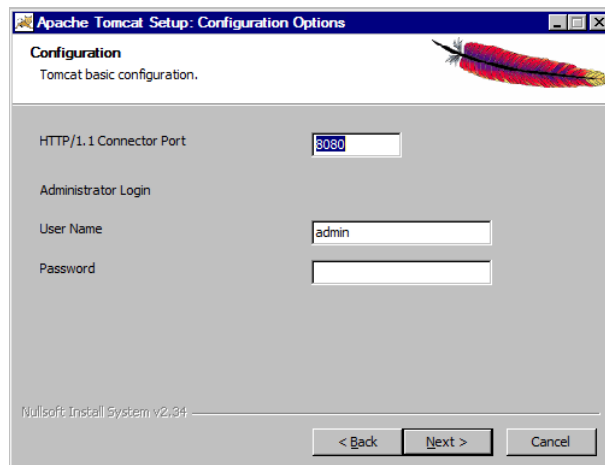 Apache Tomcat Setup: Configuration Options
Configuration
Tomcat basic configuration.
HTTP/1.1 Connector Port
8080
Administrator Login
User Name
admin
Password
Nullsoft Install System v2.34
< Back
Next >
Cancel